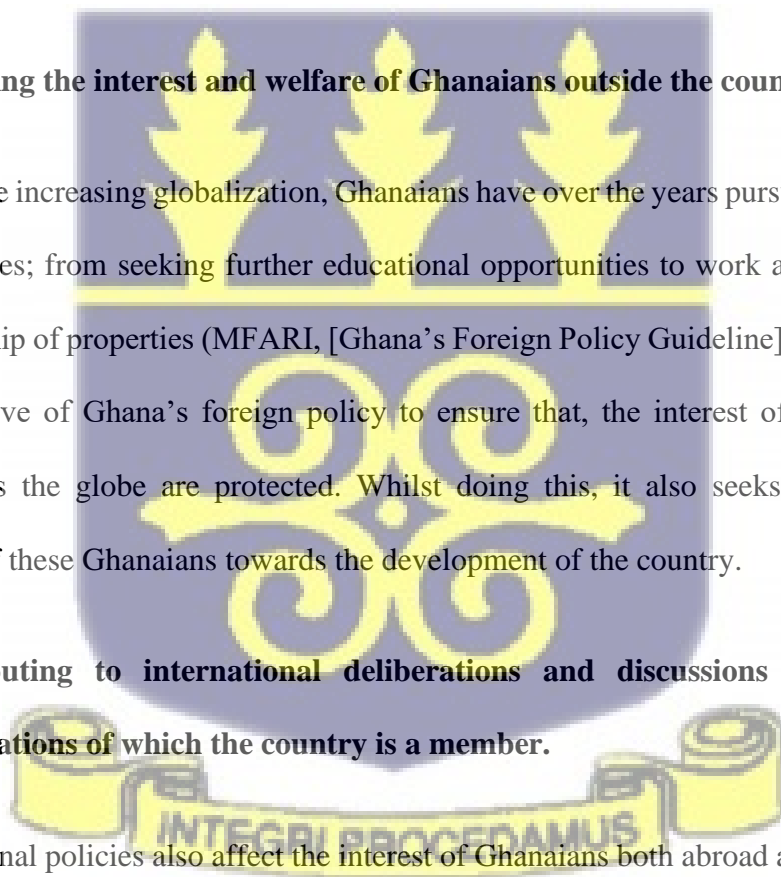 ing the interest and welfare of Ghanaians outside the coun
e increasing globalization, Ghanaians have over the years purs
es; from seeking further educational opportunities to work a
ip of properties (MFARI, [Ghana’s Foreign Policy Guideline]
ve of Ghana’s foreign policy to ensure that, the interest of
s the globe are protected. Whilst doing this, it also seeks
f these Ghanaians towards the development of the country.
uting to international deliberations and discussions
ations of which the country is a member.
INTEGRI PROCEDAMUS
nal policies also affect the interest of Ghanaians both abroad a